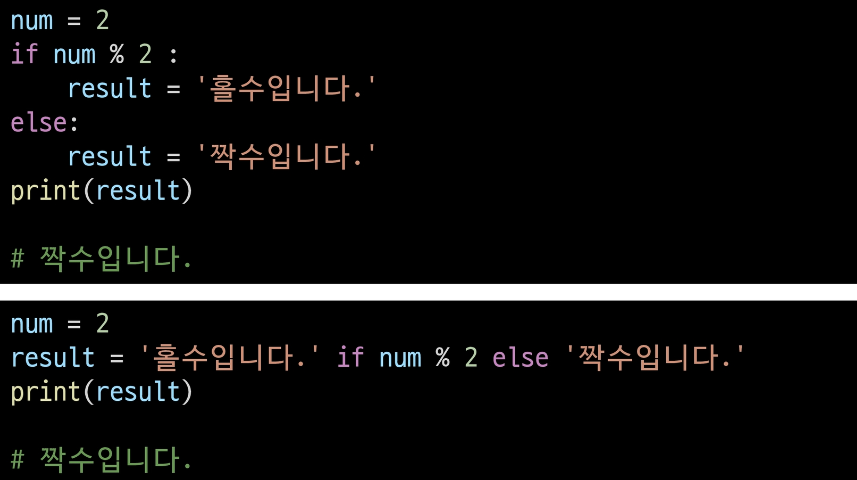 num = 2
if num % 2 :
    result = '홀수입니다.'
else:
    result = '짝수입니다.'
print(result)
# 짝수입니다.
num = 2
result = '홀수입니다.' if num % 2 else '짝수입니다.'
print(result)
# 짝수입니다.